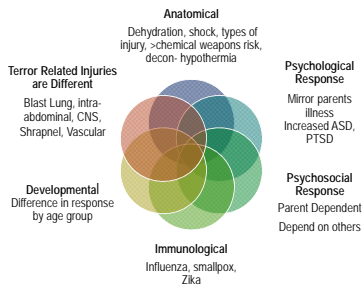 Anatomical
Dehydration, shock, types of
injury, >chemical weapons risk,
decon- hypothermia
Psychological
Response
Mirror parents
illness
Increased ASD,
PTSD
Psychosocial
Response
Parent Dependent
Depend on others
Immunological
Influenza, smallpox,
Zika
Developmental
Difference in response
by age group
Terror Related Injuries
are Different
Blast Lung, intra-
abdominal, CNS,
Shrapnel, Vascular